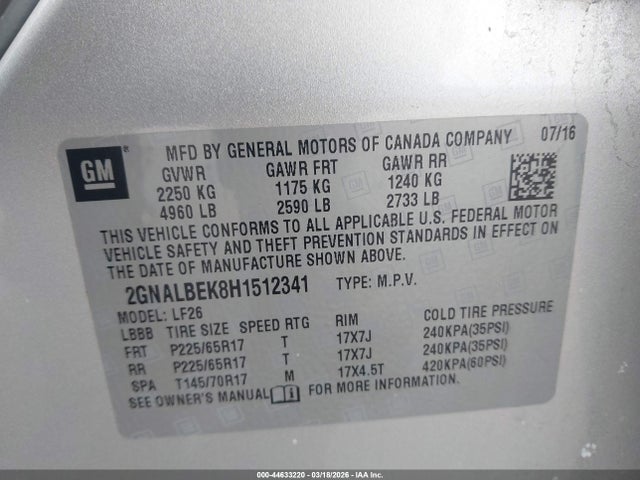 GM ®
MFD BY GENERAL MOTORS OF CANADA COMPANY 07/16
GVWR GAWR FRT GAWR RR
2250 KG 1175 KG 1240 KG
4960 LB 2590 LB 2733 LB
THIS VEHICLE CONFORMS TO ALL APPLICABLE U.S. FEDERAL MOTOR
VEHICLE SAFETY AND THEFT PREVENTION STANDARDS IN EFFECT ON
THE DATE OF MANUFACTURE SHOWN ABOVE.
2GNALBEK8H1512341 TYPE: M.P.V.
MODEL: LF26
LBBB TIRE SIZE SPEED RTG RIM COLD TIRE PRESSURE
FRT P225/65R17 T 17X7J 240KPA(35PSI)
RR P225/65R17 T 17X7J 240KPA(35PSI)
SPA T145/70R17 M 17X4.5T 420KPA(60PSI)
SEE OWNER'S MANUAL FOR MORE INFORMATION.
000-44633220 | 03/18/2026 | IAA Inc.